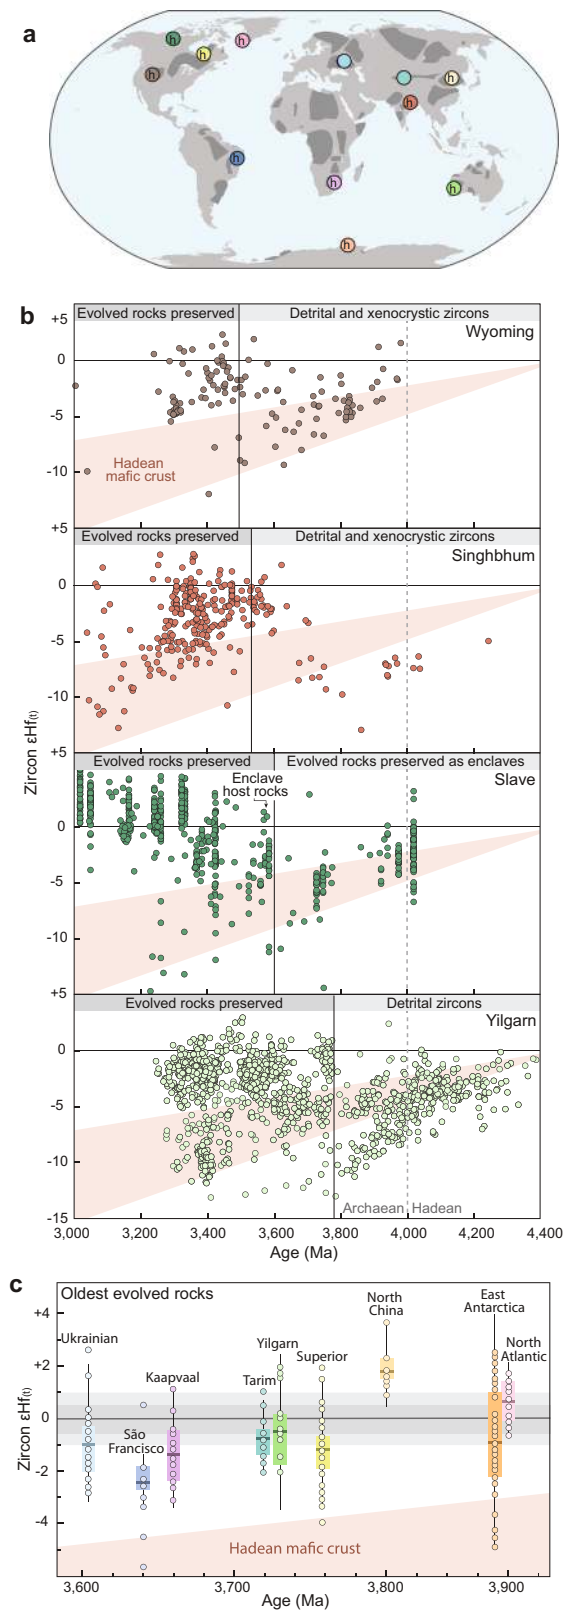 a
h
h
h
h
h
h
h
h
h
b
Evolved rocks preserved
Detrital and xenocrystic zircons
Wyoming
Hadean
mafic crust
+5
0
-5
-10
Evolved rocks preserved
Detrital and xenocrystic zircons
Singhbhum
+5
0
-5
-10
Zircon εHf(t)
Evolved rocks preserved
Evolved rocks preserved as enclaves
Slave
Enclave
host rocks
+5
0
-5
-10
Evolved rocks preserved
Detrital zircons
Yilgarn
+5
0
-5
-10
-15
Archaean
Hadean
3,000
3,200
3,400
3,600
3,800
4,000
4,200
4,400
Age (Ma)
c
Oldest evolved rocks
Ukrainian
São
Francisco
Kaapvaal
Tarim
Yilgarn
Superior
North
China
East
Antarctica
North
Atlantic
+4
+2
0
-2
-4
Zircon εHf(t)
Hadean mafic crust
3,600
3,700
3,800
3,900
Age (Ma)